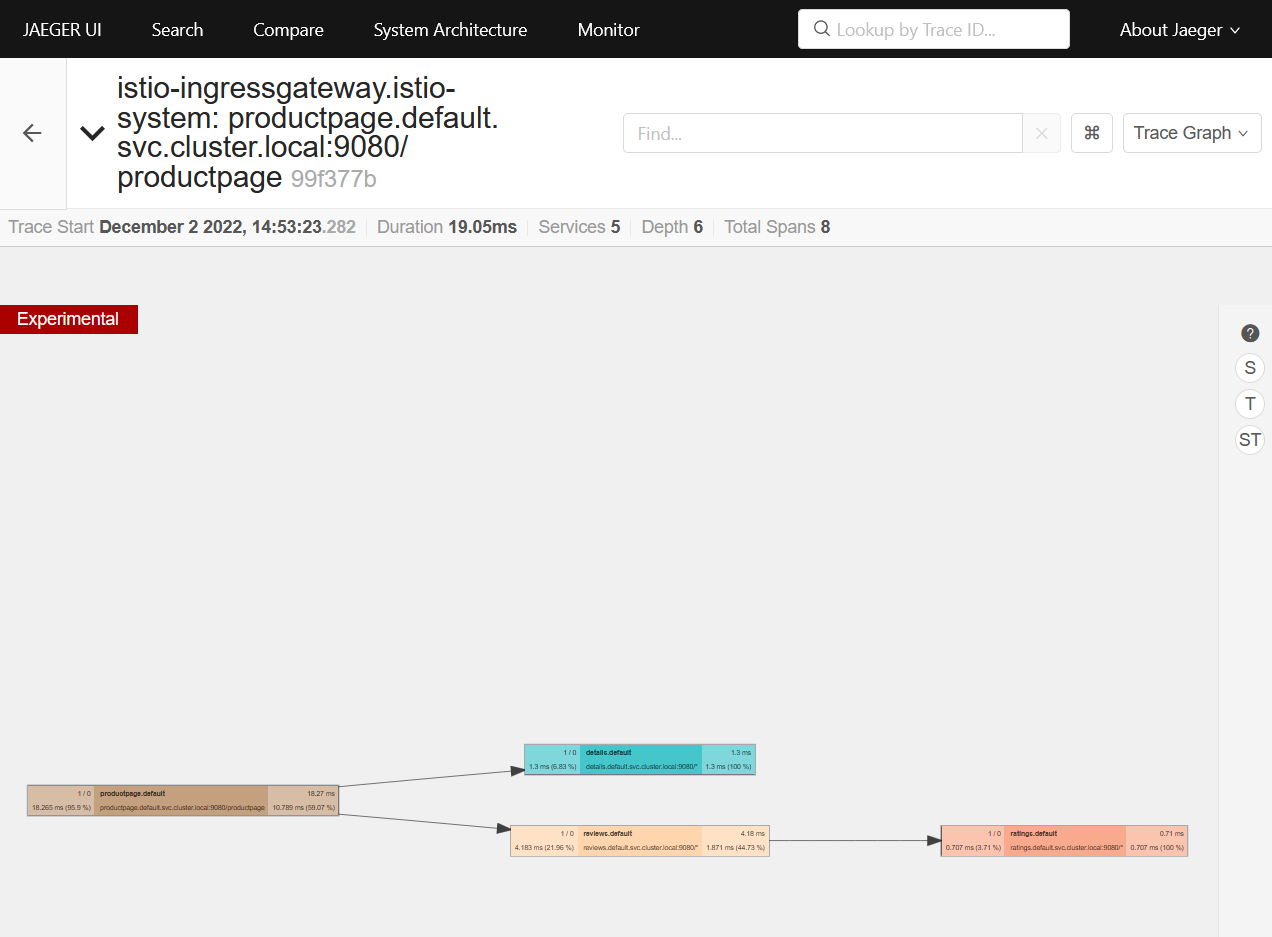 JAEGER UI Search Compare System Architecture Monitor Lookup by Trace ID... About Jaeger
istio-ingressgateway.istio-
system: productpage.default.
svc.cluster.local:9080/
productpage 99f377b
Find... ⌘ Trace Graph
Trace Start December 2 2022, 14:53:23.282 Duration 19.05ms Services 5 Depth 6 Total Spans 8
Experimental
?
S
T
ST
1 / 0 details.default 1.3 ms
1.3 ms (6.83 %) details.default.svc.cluster.local:9080/* 1.3 ms (100 %)
1 / 0 productpage.default 18.27 ms
18.265 ms (95.9 %) productpage.default.svc.cluster.local:9080/productpage 10.789 ms (59.07 %)
1 / 0 reviews.default 4.18 ms
4.183 ms (21.96 %) reviews.default.svc.cluster.local:9080/* 1.871 ms (44.73 %)
1 / 0 ratings.default 0.71 ms
0.707 ms (3.71 %) ratings.default.svc.cluster.local:9080/* 0.707 ms (100 %)